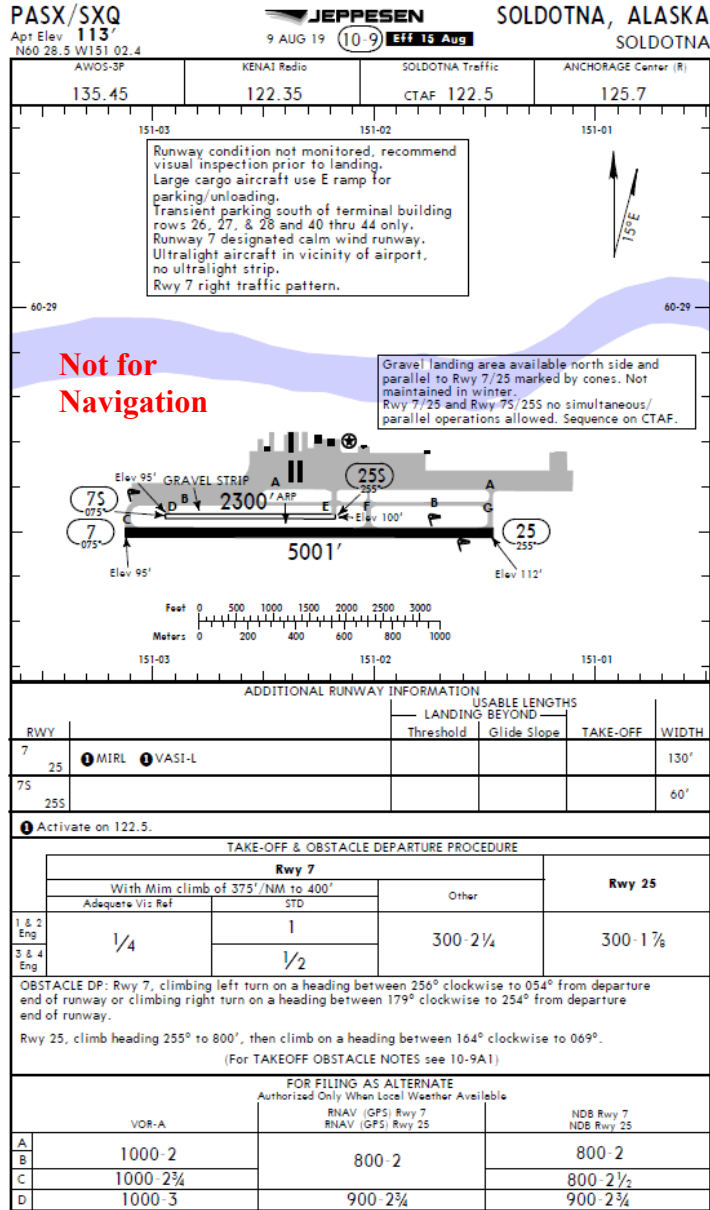 PASX/SXQ
Apt Elev 113'
N60 28.5 W151 02.4
JEPPESEN
9 AUG 19 10-9 Eff 15 Aug
SOLDOTNA, ALASKA
SOLDOTNA
AWOS-3P KENAI Radio SOLDOTNA Traffic ANCHORAGE Center (R)
135.45 122.35 CTAF 122.5 125.7
151-03 151-02 151-01
Runway condition not monitored, recommend
visual inspection prior to landing.
Large cargo aircraft use E ramp for
parking/unloading.
Transient parking south of terminal building
rows 26, 27, & 28 and 40 thru 44 only.
Runway 7 designated calm wind runway.
Ultralight aircraft in vicinity of airport,
no ultralight strip.
Rwy 7 right traffic pattern.
15°E
60-29 60-29
Not for
Navigation
Gravel landing area available north side and
parallel to Rwy 7/25 marked by cones. Not
maintained in winter.
Rwy 7/25 and Rwy 7S/25S no simultaneous/
parallel operations allowed. Sequence on CTAF.
Elev 95' GRAVEL STRIP A 25S 255° A
7S 075° D B 2300' ARP E F B G
Elev 100'
7 075° C 25 255°
5001'
Elev 95' Elev 112'
Feet 0 500 1000 1500 2000 2500 3000
Meters 0 200 400 600 800 1000
151-03 151-02 151-01
ADDITIONAL RUNWAY INFORMATION
USABLE LENGTHS
LANDING BEYOND
RWY Threshold Glide Slope TAKE-OFF WIDTH
7 25 1 MIRL 1 VASI-L 130'
7S 25S 60'
1 Activate on 122.5.
TAKE-OFF & OBSTACLE DEPARTURE PROCEDURE
Rwy 7 Rwy 25
With Mim climb of 375'/NM to 400' Other
Adequate Vis Ref STD
1 & 2 Eng 1/4 1 300-2 1/4 300-1 7/8
3 & 4 Eng 1/2
OBSTACLE DP: Rwy 7, climbing left turn on a heading between 256° clockwise to 054° from departure
end of runway or climbing right turn on a heading between 179° clockwise to 254° from departure
end of runway.
Rwy 25, climb heading 255° to 800', then climb on a heading between 164° clockwise to 069°.
(For TAKEOFF OBSTACLE NOTES see 10-9A1)
FOR FILING AS ALTERNATE
Authorized Only When Local Weather Available
VOR-A RNAV (GPS) Rwy 7 NDB Rwy 7
RNAV (GPS) Rwy 25 NDB Rwy 25
A
B 1000-2 800-2 800-2
C 1000-2 3/4 800-2 1/2
D 1000-3 900-2 3/4 900-2 3/4